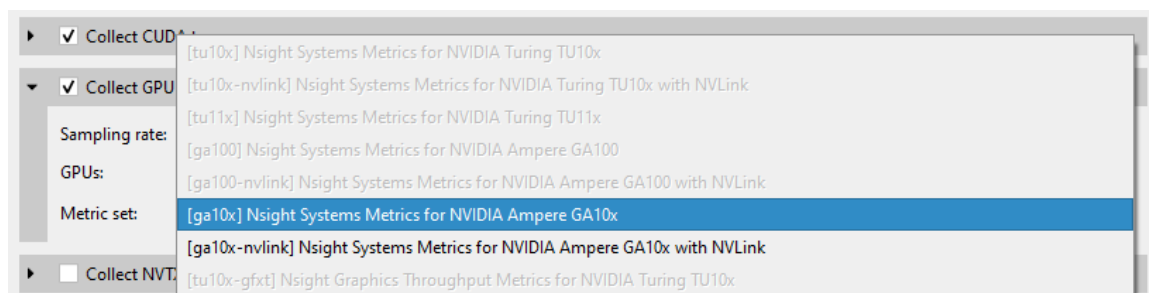 Collect CUDA
[tu10x] Nsight Systems Metrics for NVIDIA Turing TU10x
[tu10x-nvlink] Nsight Systems Metrics for NVIDIA Turing TU10x with NVLink
Collect GPU
[tu11x] Nsight Systems Metrics for NVIDIA Turing TU11x
Sampling rate:
[ga100] Nsight Systems Metrics for NVIDIA Ampere GA100
GPUs:
[ga100-nvlink] Nsight Systems Metrics for NVIDIA Ampere GA100 with NVLink
Metric set:
[ga10x] Nsight Systems Metrics for NVIDIA Ampere GA10x
[ga10x-nvlink] Nsight Systems Metrics for NVIDIA Ampere GA10x with NVLink
Collect NVTX
[tu10x-gfxt] Nsight Graphics Throughput Metrics for NVIDIA Turing TU10x